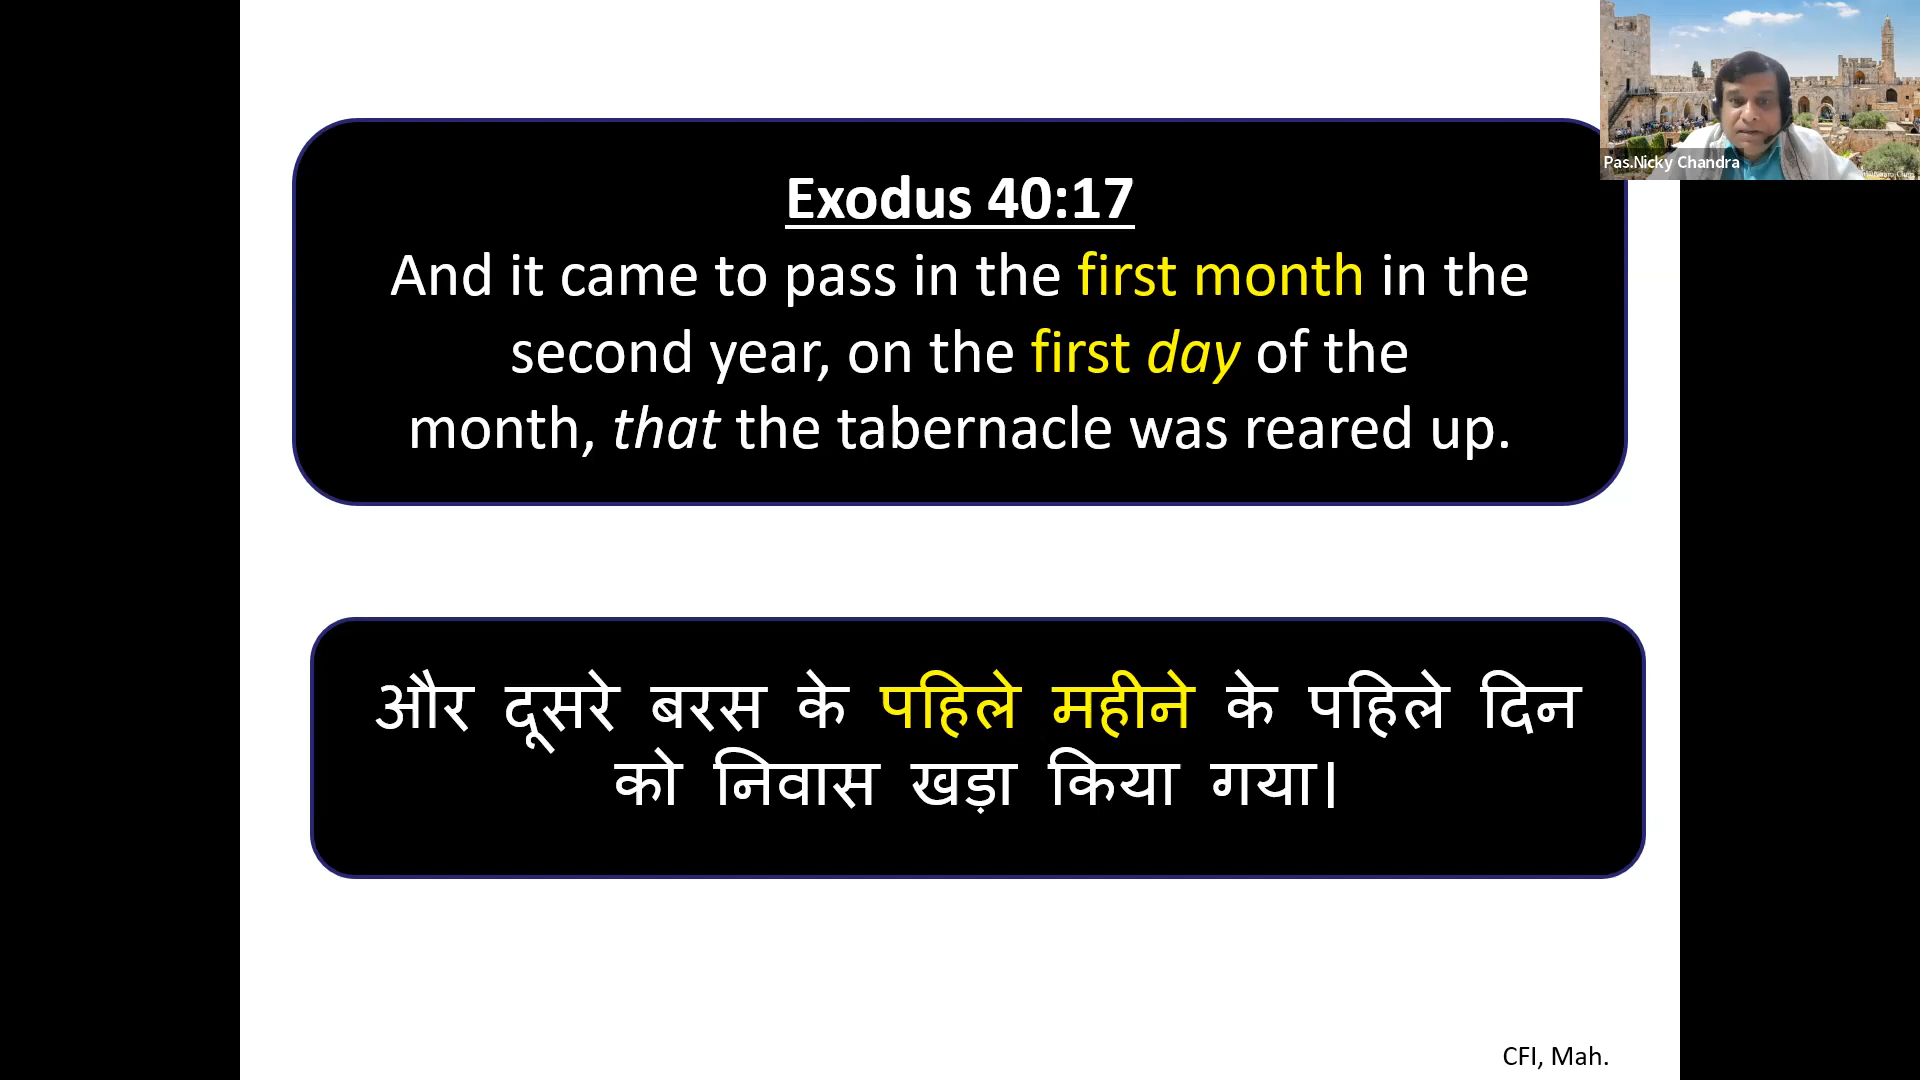 Exodus 40:17
And it came to pass in the first month in the
second year, on the first day of the
month, that the tabernacle was reared up.
Pas.Nicky Chandra
और दूसरे बरस के पहिले महीने के पहिले दिन
को निवास खड़ा किया गया।
CFI, Mah.